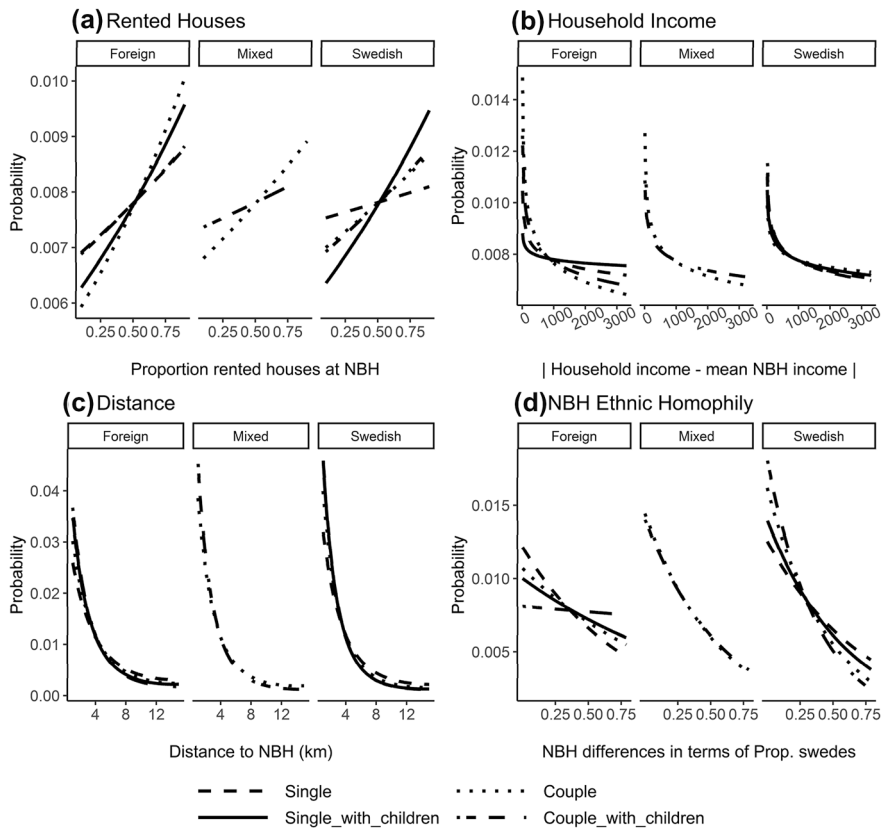 (a) Rented Houses
Foreign Mixed Swedish
0.010
0.009
0.008
0.007
0.006
Probability
0.25 0.50 0.75 0.25 0.50 0.75 0.25 0.50 0.75
Proportion rented houses at NBH
(b) Household Income
Foreign Mixed Swedish
0.014
0.012
0.010
0.008
Probability
0 1000 2000 3000 0 1000 2000 3000 0 1000 2000 3000
| Household income - mean NBH income |
(c) Distance
Foreign Mixed Swedish
0.04
0.03
0.02
0.01
0.00
Probability
4 8 12 4 8 12 4 8 12
Distance to NBH (km)
(d) NBH Ethnic Homophily
Foreign Mixed Swedish
0.015
0.010
0.005
Probability
0.25 0.50 0.75 0.25 0.50 0.75 0.25 0.50 0.75
NBH differences in terms of Prop. swedes
Single Couple
Single_with_children Couple_with_children